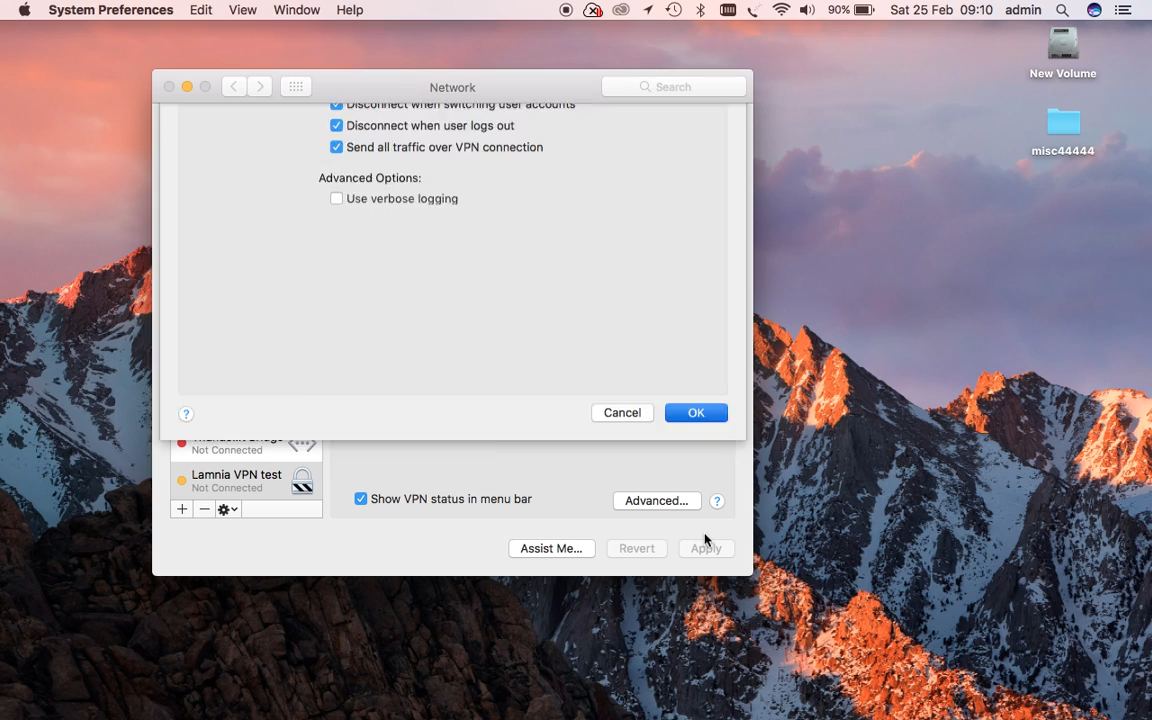 System Preferences Edit View Window Help 90% Sat 25 Feb 09:10 admin
New Volume
misc44444
Network
Search
Disconnect when switching user accounts
Disconnect when user logs out
Send all traffic over VPN connection
Advanced Options:
Use verbose logging
? Cancel OK
Thunderbolt Bridge
Not Connected
Lamnia VPN test
Not Connected
Show VPN status in menu bar
Advanced... ?
Assist Me... Revert Apply